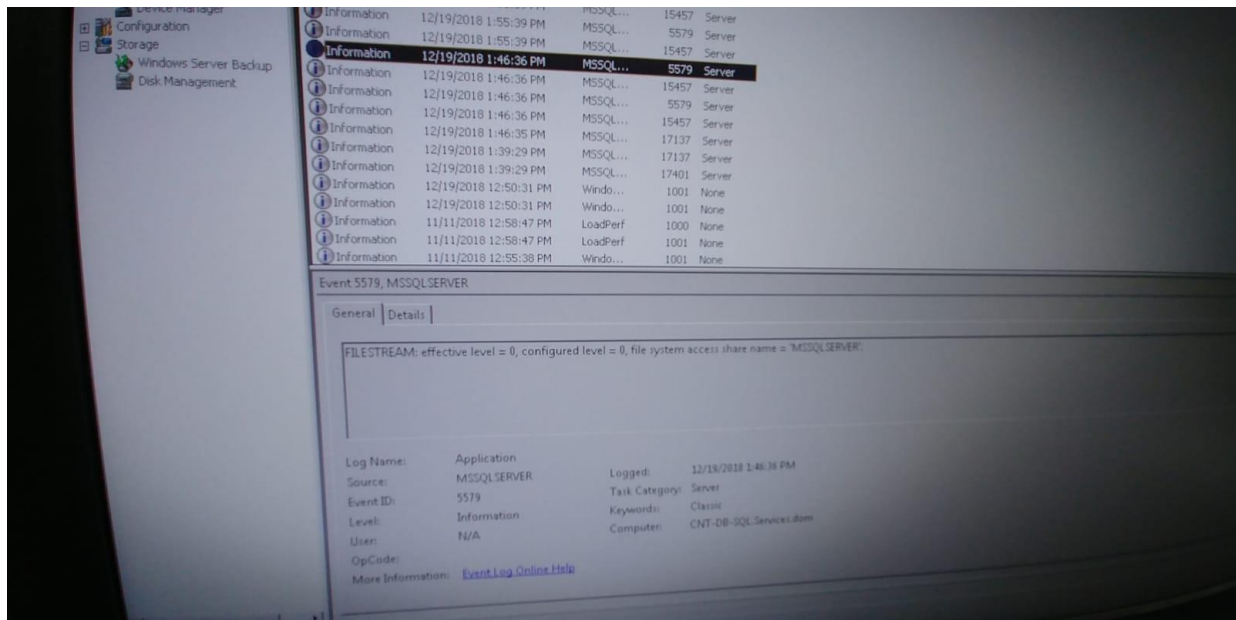 Device Manager
Configuration
Storage
Windows Server Backup
Disk Management
Information 12/19/2018 1:55:39 PM MSSQL... 15457 Server
Information 12/19/2018 1:55:39 PM MSSQL... 5579 Server
Information 12/19/2018 1:46:36 PM MSSQL... 15457 Server
Information 12/19/2018 1:46:36 PM MSSQL... 5579 Server
Information 12/19/2018 1:46:36 PM MSSQL... 15457 Server
Information 12/19/2018 1:46:36 PM MSSQL... 5579 Server
Information 12/19/2018 1:46:35 PM MSSQL... 15457 Server
Information 12/19/2018 1:39:29 PM MSSQL... 17137 Server
Information 12/19/2018 1:39:29 PM MSSQL... 17137 Server
Information 12/19/2018 12:50:31 PM MSSQL... 17401 Server
Information 12/19/2018 12:50:31 PM Windo... 1001 None
Information 11/11/2018 12:58:47 PM Windo... 1001 None
Information 11/11/2018 12:58:47 PM LoadPerf 1000 None
Information 11/11/2018 12:55:38 PM LoadPerf 1001 None
Windo... 1001 None
Event 5579, MSSQLSERVER
General Details
FILESTREAM: effective level = 0, configured level = 0, file system access share name = 'MSSQLSERVER'.
Log Name: Application
Source: MSSQLSERVER Logged: 12/19/2018 1:46:36 PM
Event ID: 5579 Task Category: Server
Level: Information Keywords: Classic
User: N/A Computer: CNT-DB-SQL.Services.dom
OpCode:
More Information: Event Log Online Help